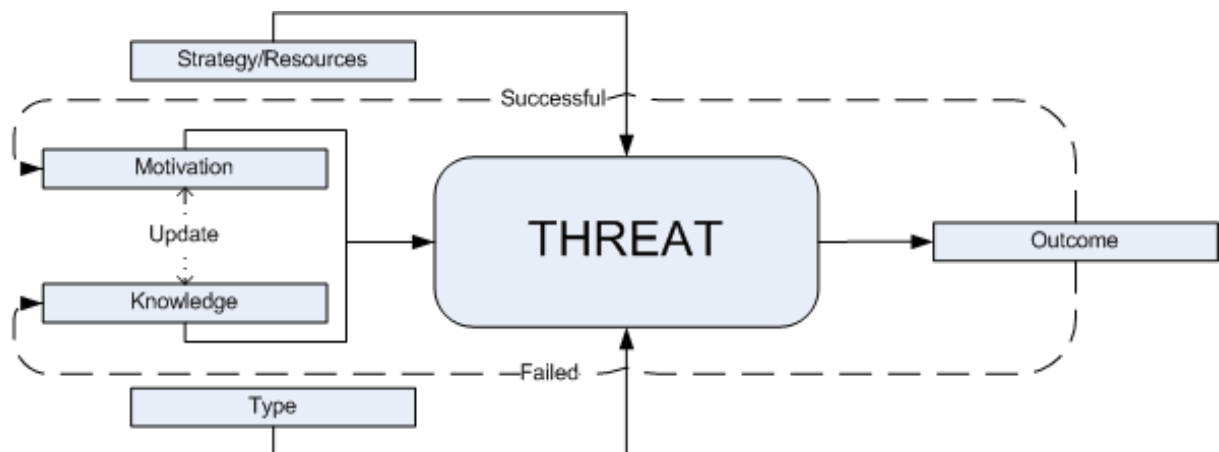 Strategy/Resources
Successful
Motivation
Update
THREAT
Outcome
Knowledge
Failed
Type